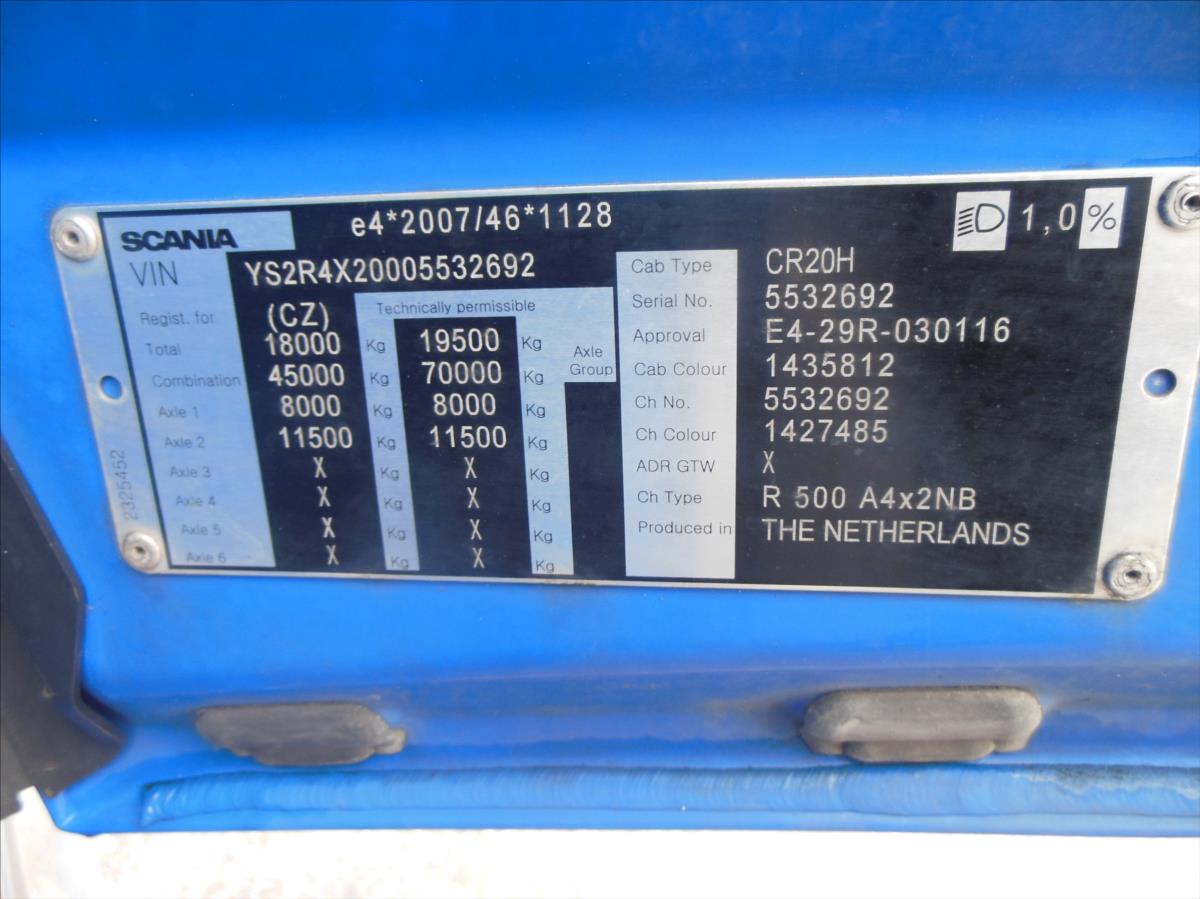 SCANIA e4*2007/46*1128 1,0 %
VIN YS2R4X20005532692
Regist. for (CZ) Technically permissible
Total 18000 Kg 19500 Kg Axle Group
Combination 45000 Kg 70000 Kg
Axle 1 8000 Kg 8000 Kg
Axle 2 11500 Kg 11500 Kg
Axle 3 X Kg X Kg
Axle 4 X Kg X Kg
Axle 5 X Kg X Kg
Axle 6 X Kg X Kg
2325452
Cab Type CR20H
Serial No. 5532692
Approval E4-29R-030116
Cab Colour 1435812
Ch No. 5532692
Ch Colour 1427485
ADR GTW X
Ch Type R 500 A4x2NB
Produced in THE NETHERLANDS